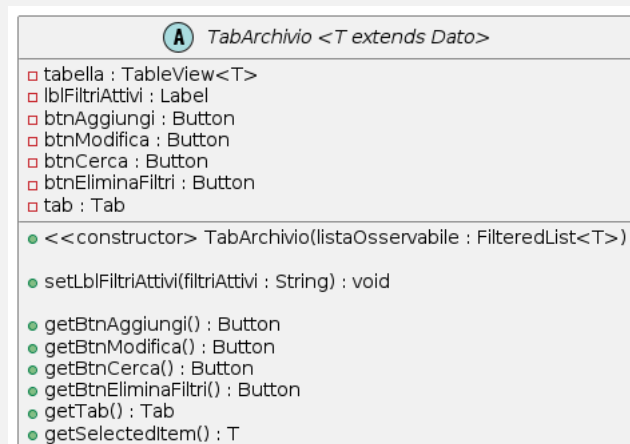 A TabArchivio <T extends Dato>
tabella : TableView<T>
lblFiltriAttivi : Label
btnAggiungi : Button
btnModifica : Button
btnCerca : Button
btnEliminaFiltri : Button
tab : Tab
<<constructor> TabArchivio(listaOsservabile : FilteredList<T>)
setLblFiltriAttivi(filtriAttivi : String) : void
getBtnAggiungi() : Button
getBtnModifica() : Button
getBtnCerca() : Button
getBtnEliminaFiltri() : Button
getTab() : Tab
getSelectedItem() : T